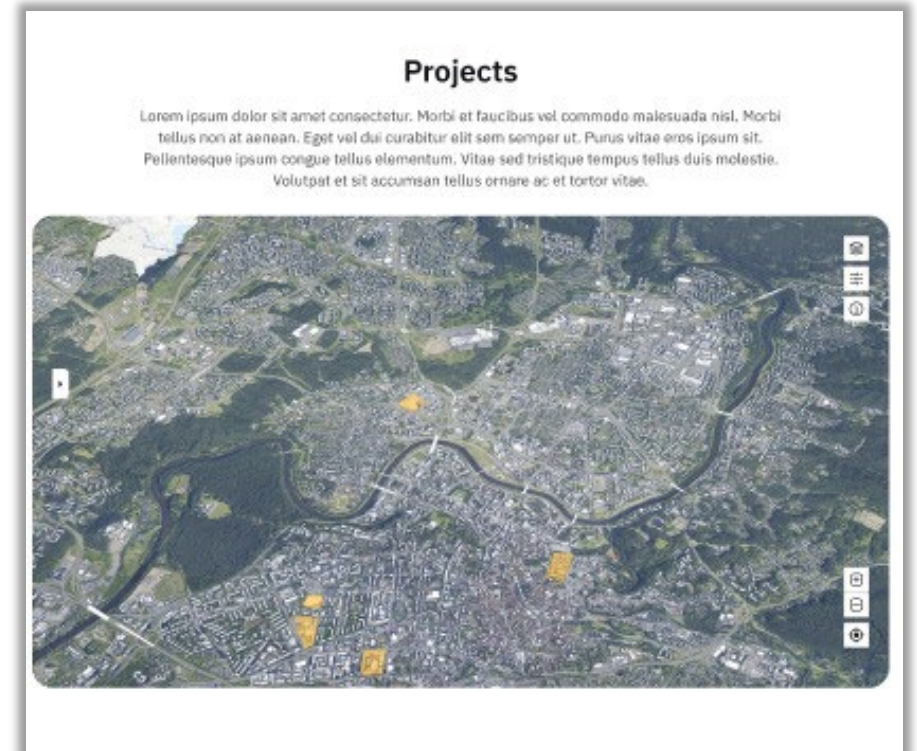 Projects
Lorem ipsum dolor sit amet consectetur. Morbi et faucibus vel commodo malesuada nisl. Morbi
tellus non at aenean. Eget vel dui curabitur elit sem semper ut. Purus vitae eros ipsum sit.
Pellentesque ipsum congue tellus elementum. Vitae sed tristique tempus tellus duis molestie.
Volutpat et sit accumsan tellus ornare ac et tortor vitae.